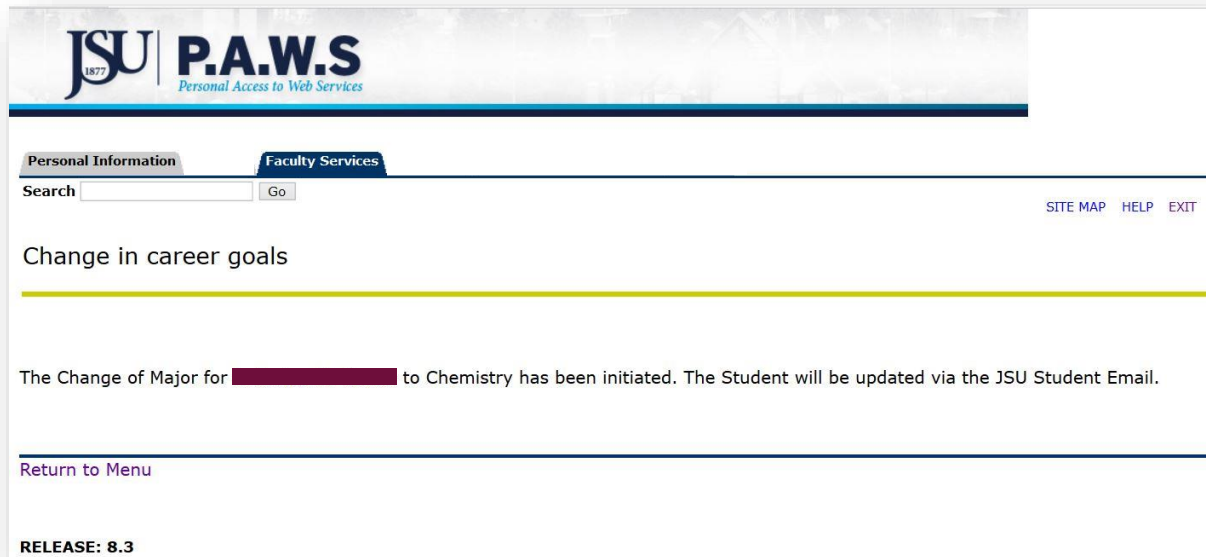 JSU P.A.W.S
1877
Personal Access to Web Services
Personal Information Faculty Services
Search Go
SITE MAP HELP EXIT
Change in career goals
The Change of Major for to Chemistry has been initiated. The Student will be updated via the JSU Student Email.
Return to Menu
RELEASE: 8.3